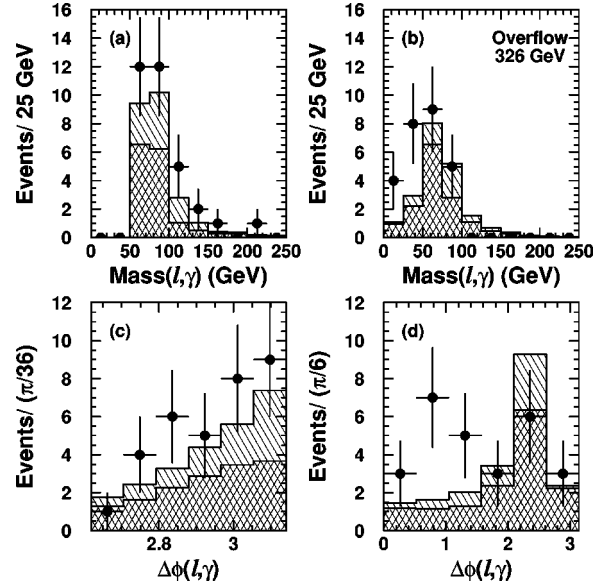 (a)
Events/ 25 GeV
16
14
12
10
8
6
4
2
0
0 50 100 150 200 250
Mass(l,γ) (GeV)
(b)
Overflow
326 GeV
Events/ 25 GeV
16
14
12
10
8
6
4
2
0
0 50 100 150 200 250
Mass(l,γ) (GeV)
(c)
Events/ (π/36)
12
10
8
6
4
2
0
2.8 3
Δϕ(l,γ)
(d)
Events/ (π/6)
12
10
8
6
4
2
0
0 1 2 3
Δϕ(l,γ)